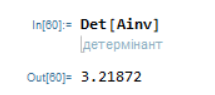 In[60]:= Det[Ainv]
детермінант
Out[60]= 3.21872